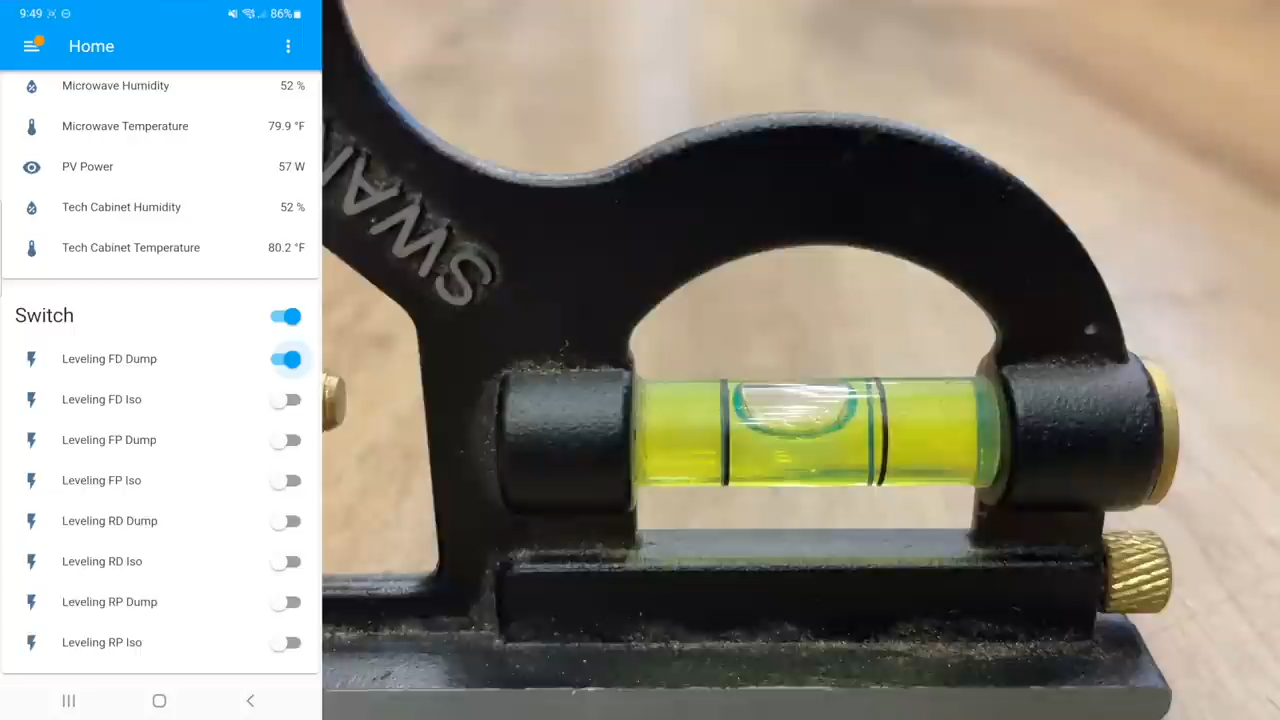 9:49 86%
Home
Microwave Humidity 52 %
Microwave Temperature 79.9 °F
PV Power 57 W
Tech Cabinet Humidity 52 %
Tech Cabinet Temperature 80.2 °F
Switch
Leveling FD Dump
Leveling FD Iso
Leveling FP Dump
Leveling FP Iso
Leveling RD Dump
Leveling RD Iso
Leveling RP Dump
Leveling RP Iso